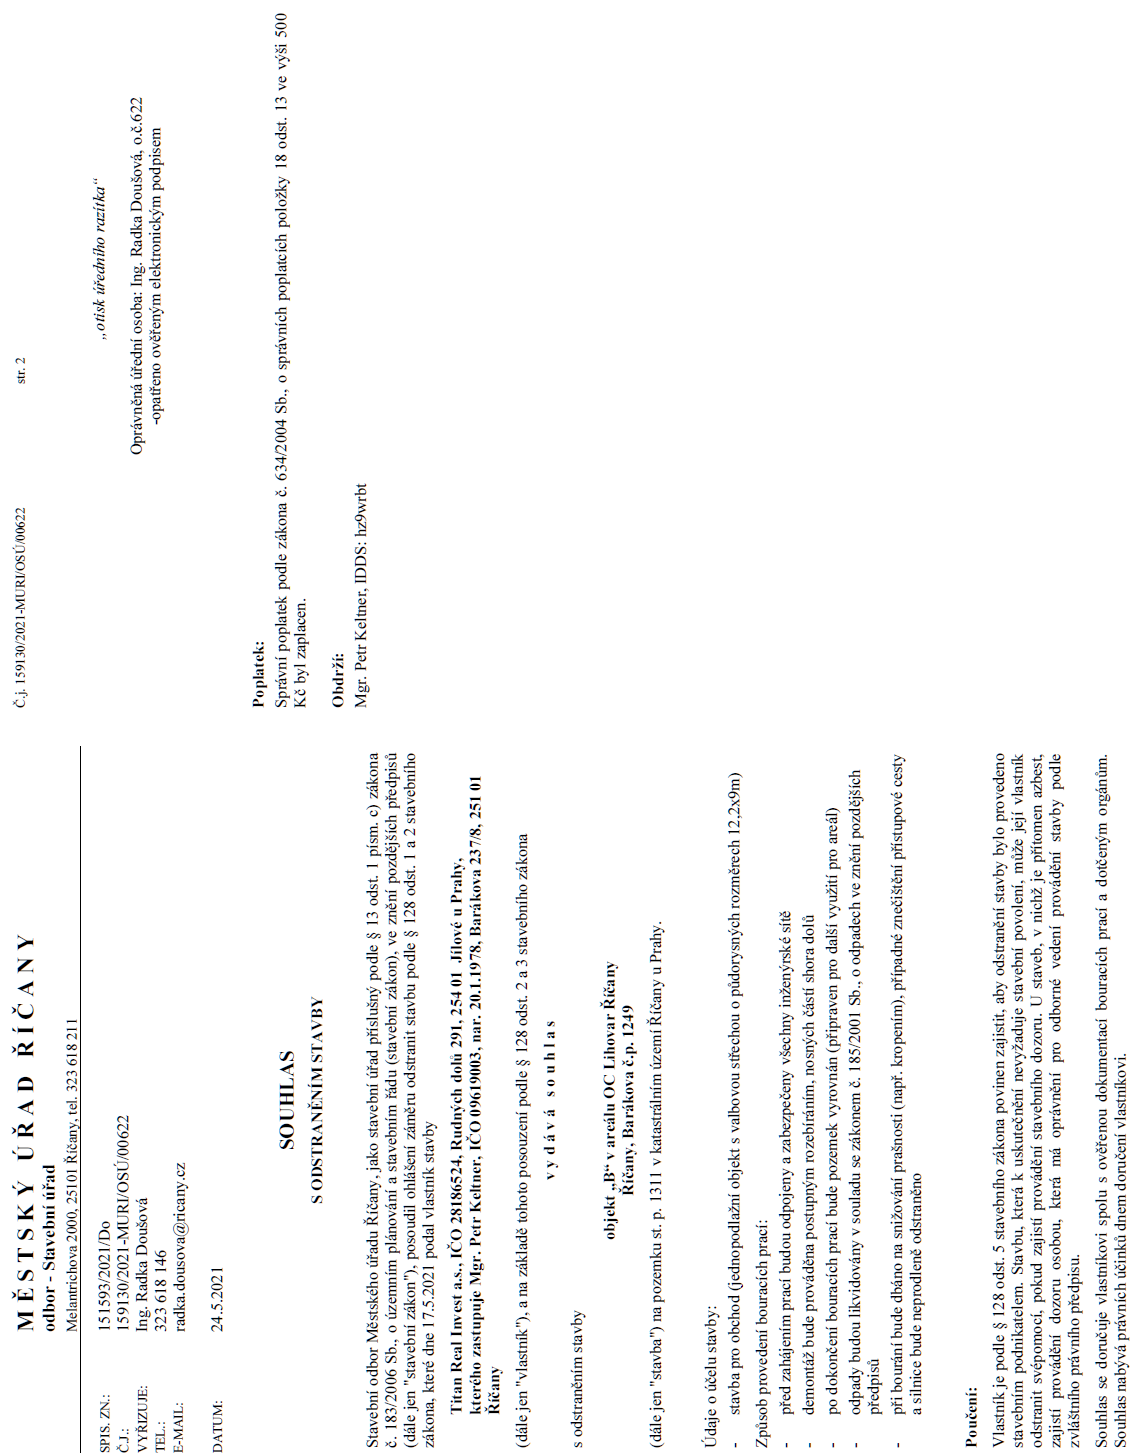 M Ě S T S K Ý   Ú Ř A D   Ř Í Č A N Y
odbor - Stavební úřad
Melantrichova 2000, 25101 Říčany, tel. 323 618 211
SPIS. ZN.: 151593/2021/Do
Č.J.: 159130/2021-MURI/OSÚ/00622
VYŘIZUJE: Ing. Radka Doušová
TEL.: 323 618 146
E-MAIL: radka.dousova@ricany.cz
DATUM: 24.5.2021
SOUHLAS
S ODSTRANĚNÍM STAVBY
Stavební odbor Městského úřadu Říčany, jako stavební úřad příslušný podle § 13 odst. 1 písm. c) zákona
č. 183/2006 Sb., o územním plánování a stavebním řádu (stavební zákon), ve znění pozdějších předpisů
(dále jen "stavební zákon"), posoudil ohlášení záměru odstranit stavbu podle § 128 odst. 1 a 2 stavebního
zákona, které dne 17.5.2021 podal vlastník stavby
Titan Real Invest a.s., IČO 28186524, Rudných dolů 291, 254 01 Jílové u Prahy,
kterého zastupuje Mgr. Petr Keltner, IČO 09619003, nar. 20.1.1978, Barákova 237/8, 251 01
Říčany
(dále jen "vlastník"), a na základě tohoto posouzení podle § 128 odst. 2 a 3 stavebního zákona
v y d á v á  s o u h l a s
s odstraněním stavby
objekt „B“ v areálu OC Lihovar Říčany
Říčany, Barákova č.p. 1249
(dále jen "stavba") na pozemku st. p. 1311 v katastrálním území Říčany u Prahy.
Údaje o účelu stavby:
- stavba pro obchod (jednopodlažní objekt s valbovou střechou o půdorysných rozměrech 12,2x9m)
Způsob provedení bouracích prací:
- před zahájením prací budou odpojeny a zabezpečeny všechny inženýrské sítě
- demontáž bude prováděna postupným rozebíráním, nosných částí shora dolů
- po dokončení bouracích prací bude pozemek vyrovnán (připraven pro další využití pro areál)
- odpady budou likvidovány v souladu se zákonem č. 185/2001 Sb., o odpadech ve znění pozdějších
předpisů
- při bourání bude dbáno na snižování prašnosti (např. kropením), případné znečištění přístupové cesty
a silnice bude neprodleně odstraněno
Poučení:
Vlastník je podle § 128 odst. 5 stavebního zákona povinen zajistit, aby odstranění stavby bylo provedeno
stavebním podnikatelem. Stavbu, která k uskutečnění nevyžaduje stavební povolení, může její vlastník
odstranit svépomocí, pokud zajistí provádění stavebního dozoru. U staveb, v nichž je přítomen azbest,
zajistí provádění dozoru osobou, která má oprávnění pro odborné vedení provádění stavby podle
zvláštního právního předpisu.
Souhlas se doručuje vlastníkovi spolu s ověřenou dokumentací bouracích prací a dotčeným orgánům.
Souhlas nabývá právních účinků dnem doručení vlastníkovi.
Č.j. 159130/2021-MURI/OSÚ/00622 str. 2
„otisk úředního razítka“
Oprávněná úřední osoba: Ing. Radka Doušová, o.č.622
-opatřeno ověřeným elektronickým podpisem
Poplatek:
Správní poplatek podle zákona č. 634/2004 Sb., o správních poplatcích položky 18 odst. 13 ve výši 500
Kč byl zaplacen.
Obdrží:
Mgr. Petr Keltner, IDDS: hz9wrbt